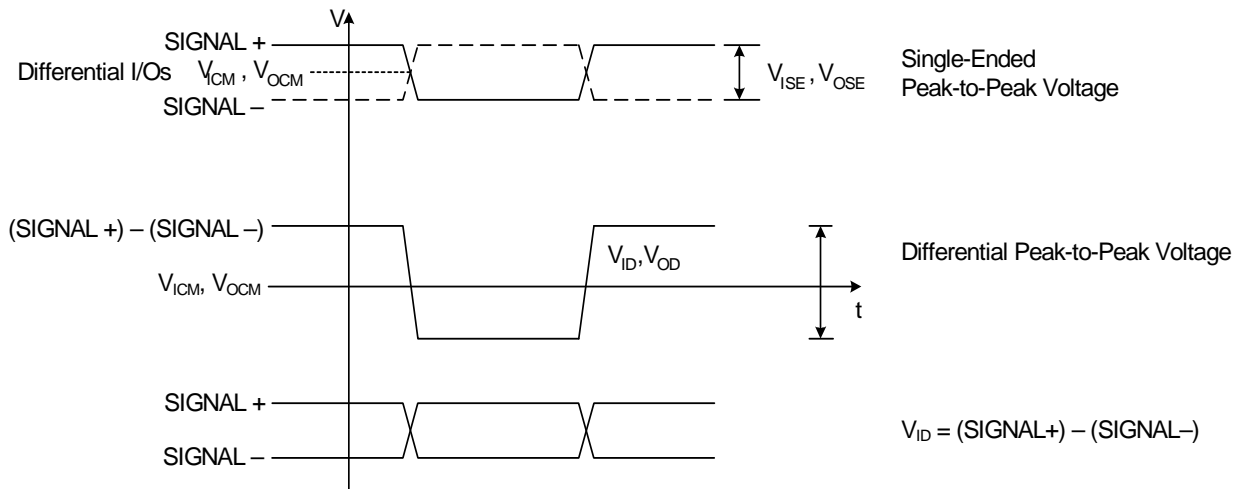 V
SIGNAL +
Differential I/Os V_ICM , V_OCM
SIGNAL –
V_ISE , V_OSE
Single-Ended
Peak-to-Peak Voltage
(SIGNAL +) – (SIGNAL –)
V_ID, V_OD
Differential Peak-to-Peak Voltage
V_ICM, V_OCM
t
SIGNAL +
SIGNAL –
V_ID = (SIGNAL+) – (SIGNAL–)